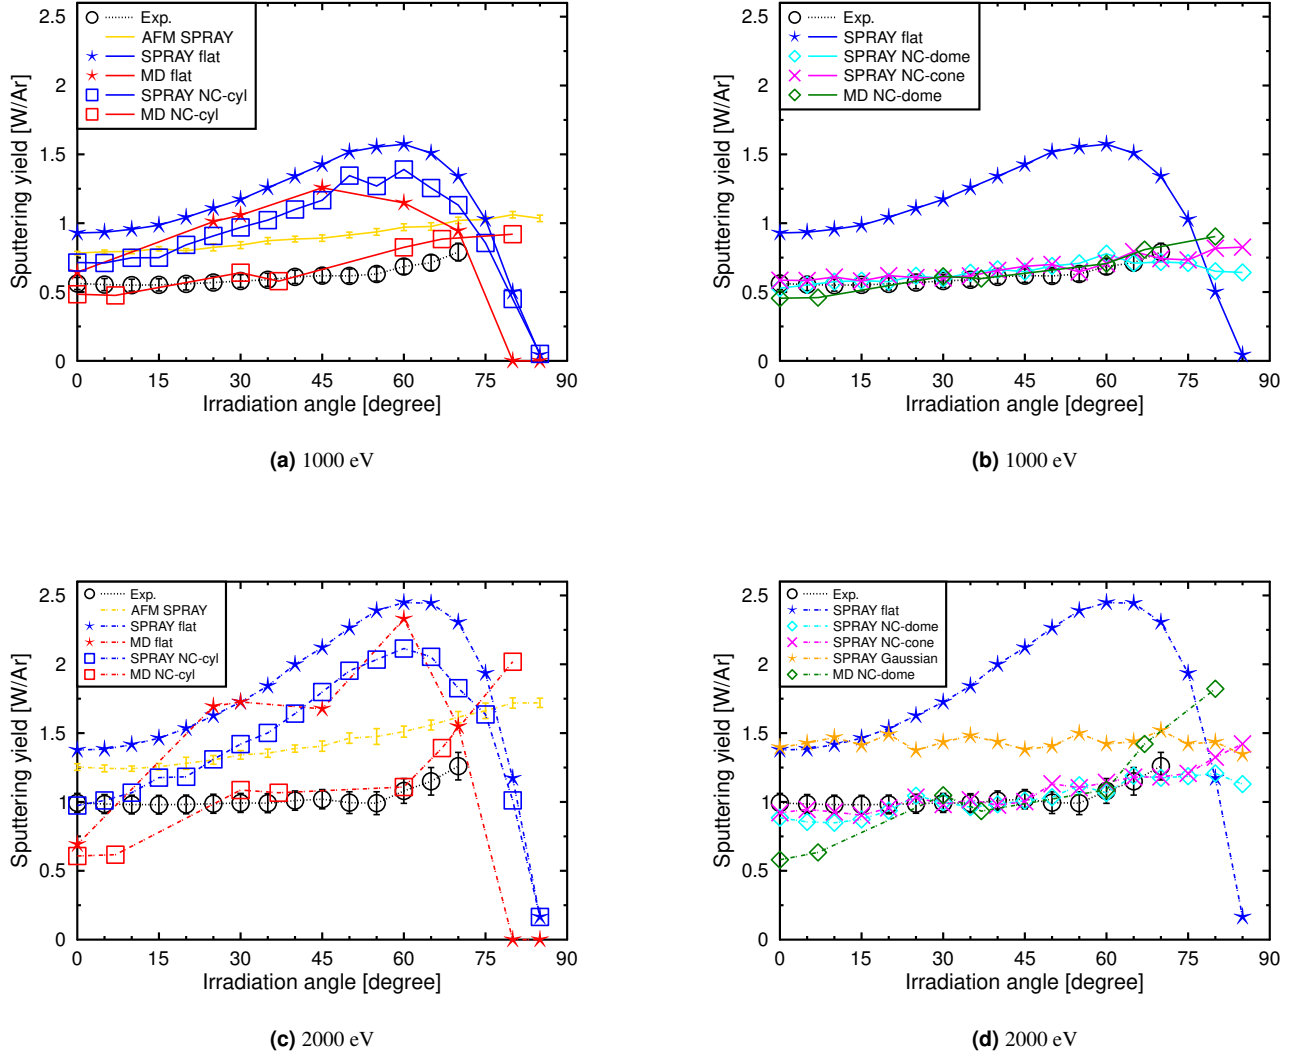 Exp.
AFM SPRAY
SPRAY flat
MD flat
SPRAY NC-cyl
MD NC-cyl
2.5
2
1.5
1
0.5
0
Sputtering yield [W/Ar]
0 15 30 45 60 75 90
Irradiation angle [degree]
(a) 1000 eV
Exp.
SPRAY flat
SPRAY NC-dome
SPRAY NC-cone
MD NC-dome
2.5
2
1.5
1
0.5
0
Sputtering yield [W/Ar]
0 15 30 45 60 75 90
Irradiation angle [degree]
(b) 1000 eV
Exp.
AFM SPRAY
SPRAY flat
MD flat
SPRAY NC-cyl
MD NC-cyl
2.5
2
1.5
1
0.5
0
Sputtering yield [W/Ar]
0 15 30 45 60 75 90
Irradiation angle [degree]
(c) 2000 eV
Exp.
SPRAY flat
SPRAY NC-dome
SPRAY NC-cone
SPRAY Gaussian
MD NC-dome
2.5
2
1.5
1
0.5
0
Sputtering yield [W/Ar]
0 15 30 45 60 75 90
Irradiation angle [degree]
(d) 2000 eV